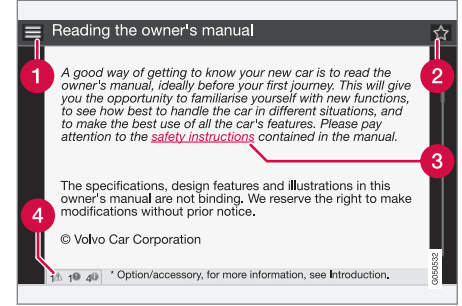 Reading the owner's manual
1
2
A good way of getting to know your new car is to read the
owner's manual, ideally before your first journey. This will give
you the opportunity to familiarise yourself with new functions,
to see how best to handle the car in different situations, and
to make the best use of all the car's features. Please pay
attention to the safety instructions contained in the manual.
3
The specifications, design features and illustrations in this
owner's manual are not binding. We reserve the right to make
modifications without prior notice.
4
© Volvo Car Corporation
1 1 4 * Option/accessory, for more information, see Introduction.
G050532